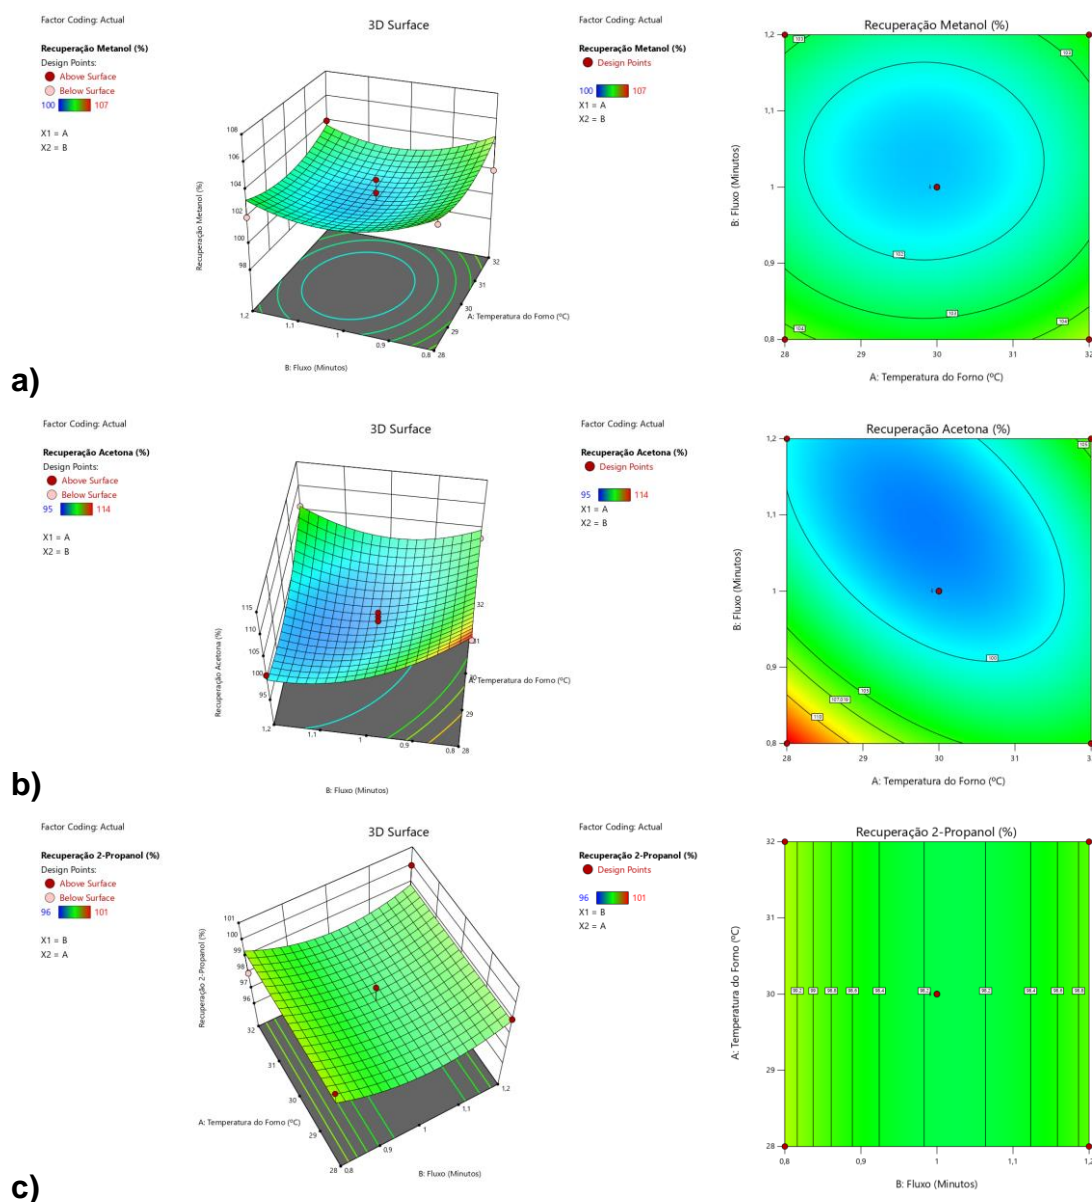 Factor Coding: Actual
3D Surface
Recuperação Metanol (%)
Design Points:
Above Surface
Below Surface
100 107
X1 = A
X2 = B
108
106
104
102
100
98
Recuperação Metanol (%)
1,2
1,1
1
0,9
0,8
B: Fluxo (Minutos)
28
29
30
31
32
A: Temperatura do Forno (ºC)
Factor Coding: Actual
Recuperação Metanol (%)
Recuperação Metanol (%)
Design Points
100 107
X1 = A
X2 = B
1,2
1,1
1
0,9
0,8
B: Fluxo (Minutos)
103
103
102
103
104
104
28 29 30 31 32
A: Temperatura do Forno (ºC)
a)
Factor Coding: Actual
3D Surface
Recuperação Acetona (%)
Design Points:
Above Surface
Below Surface
95 114
X1 = A
X2 = B
115
110
105
100
95
Recuperação Acetona (%)
1,2
1,1
1
0,9
0,8
B: Fluxo (Minutos)
28
29
30
31
32
A: Temperatura do Forno (ºC)
Factor Coding: Actual
Recuperação Acetona (%)
Recuperação Acetona (%)
Design Points
95 114
X1 = A
X2 = B
1,2
1,1
1
0,9
0,8
B: Fluxo (Minutos)
105
100
105
110
28 29 30 31
A: Temperatura do Forno (ºC)
b)
Factor Coding: Actual
3D Surface
Recuperação 2-Propanol (%)
Design Points:
Above Surface
Below Surface
96 101
X1 = B
X2 = A
101
100
99
98
97
96
Recuperação 2-Propanol (%)
32
31
30
29
28
A: Temperatura do Forno (ºC)
0,8
0,9
1
1,1
1,2
B: Fluxo (Minutos)
Factor Coding: Actual
Recuperação 2-Propanol (%)
Recuperação 2-Propanol (%)
Design Points
96 101
X1 = B
X2 = A
32
31
30
29
28
A: Temperatura do Forno (ºC)
0,8 0,9 1 1,1 1,2
B: Fluxo (Minutos)
c)